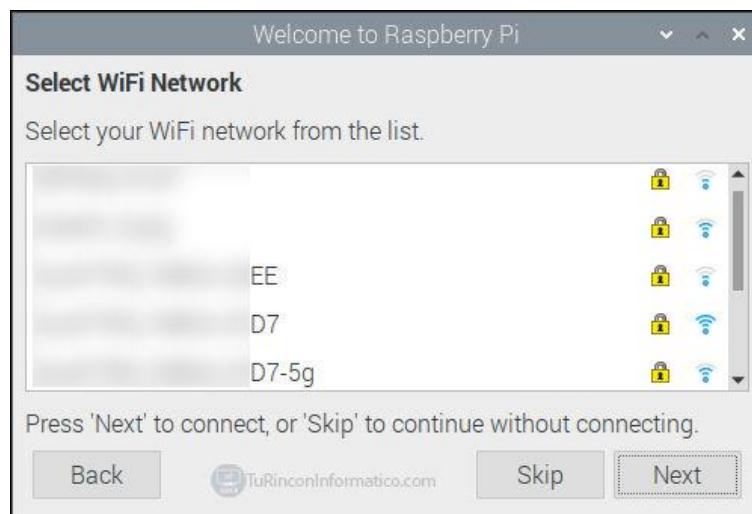 Welcome to Raspberry Pi
Select WiFi Network
Select your WiFi network from the list.
EE
D7
D7-5g
Press 'Next' to connect, or 'Skip' to continue without connecting.
Back
TuRinconInformatico.com
Skip
Next